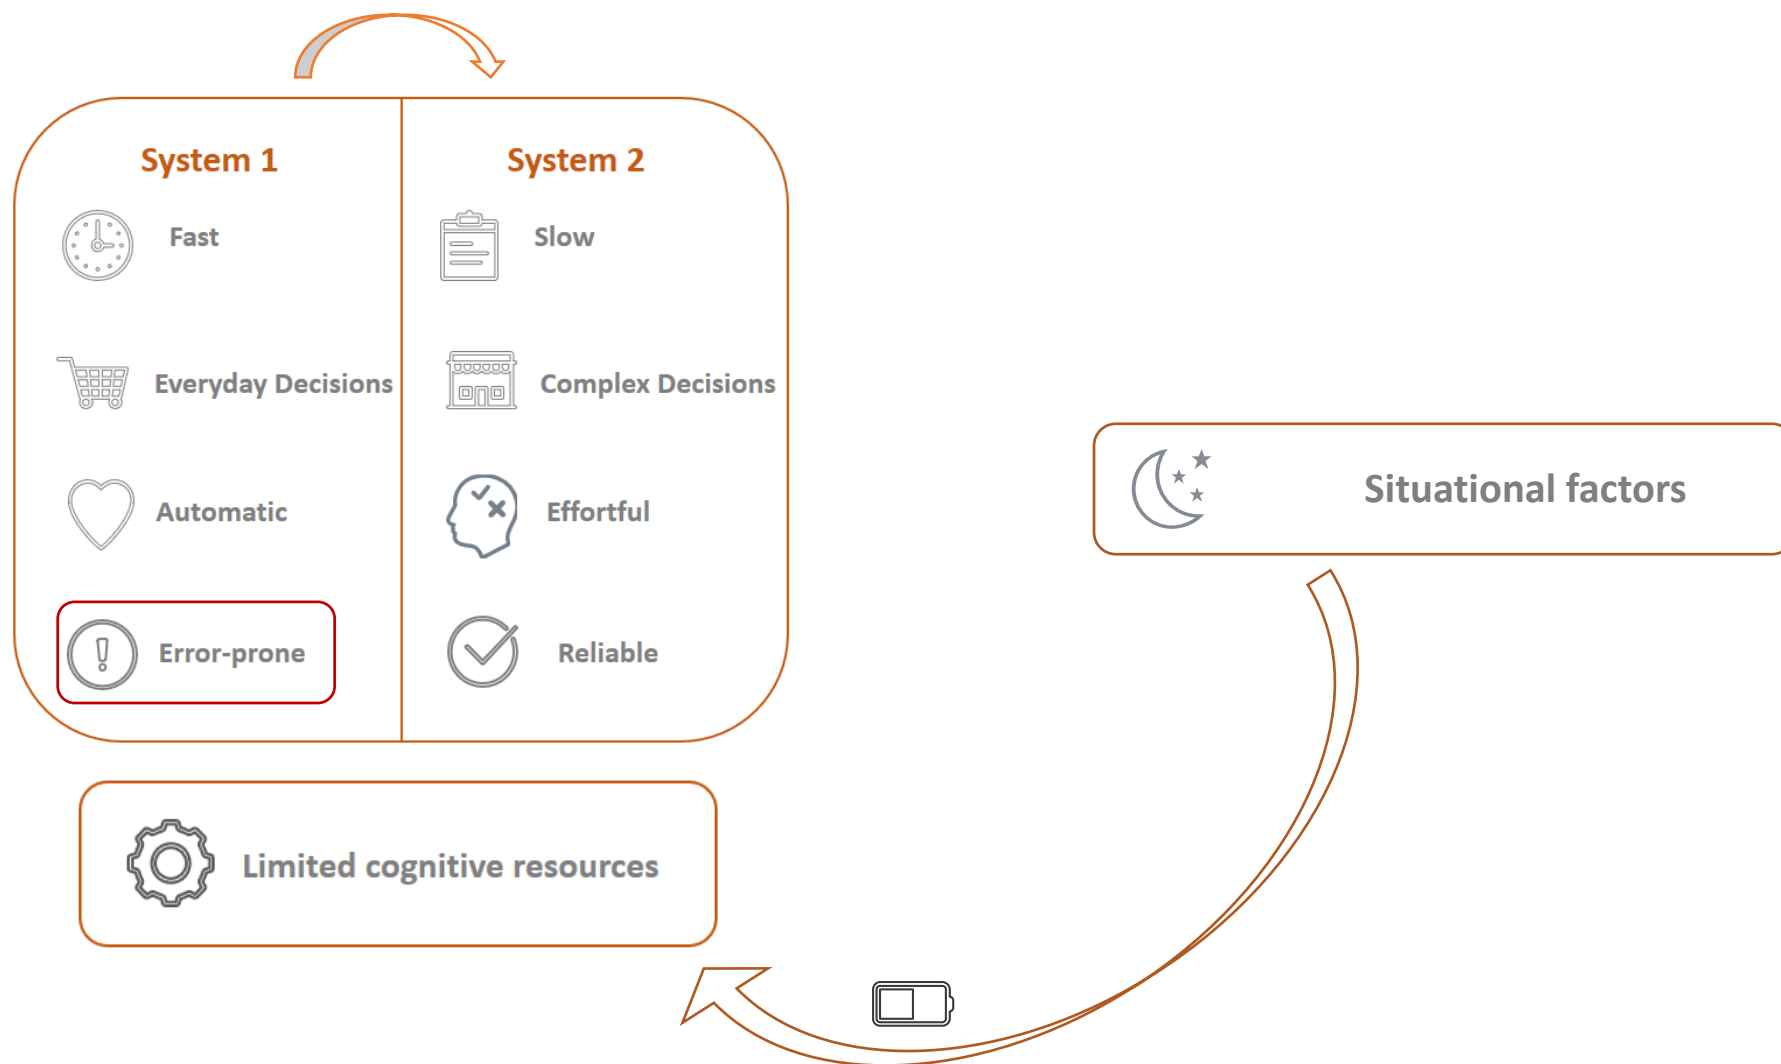 System 1
Fast
Everyday Decisions
Automatic
Error-prone
System 2
Slow
Complex Decisions
Effortful
Reliable
Limited cognitive resources
Situational factors